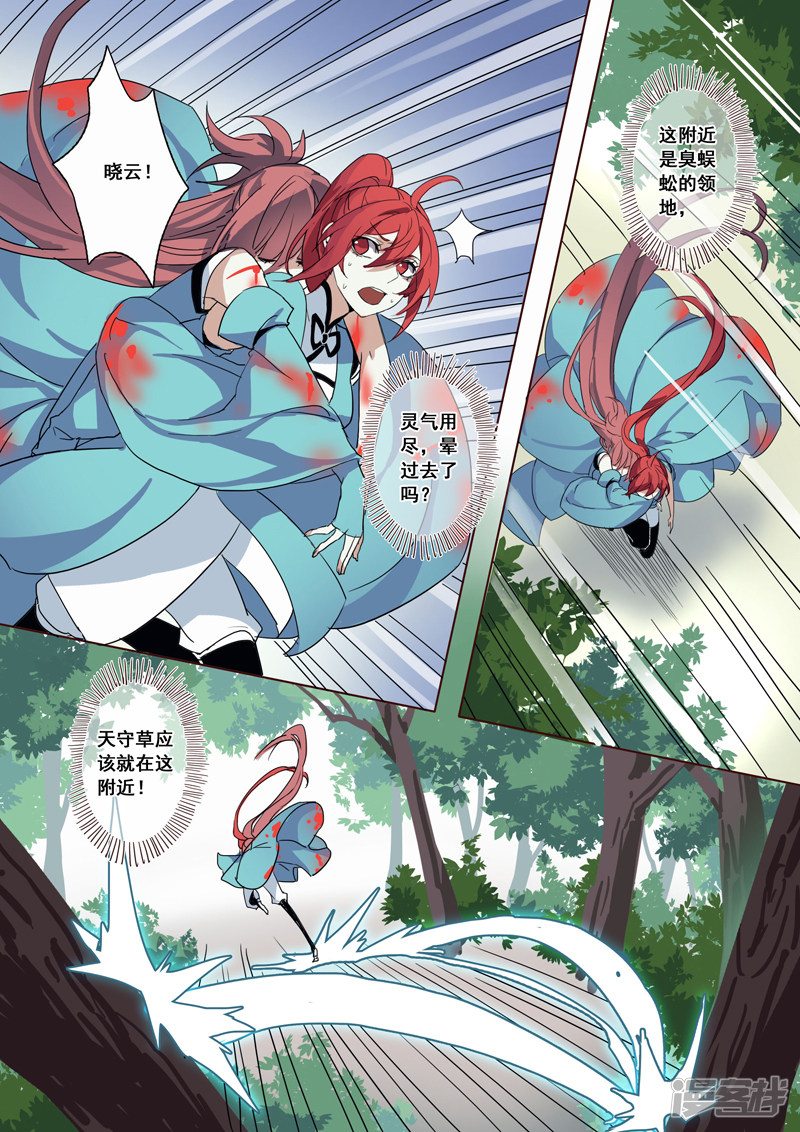 晓云！
灵气用
尽，晕
过去了
吗？
这附近
是臭蜈
蚣的领
地，
天守草应
该就在这
附近！
漫客栈